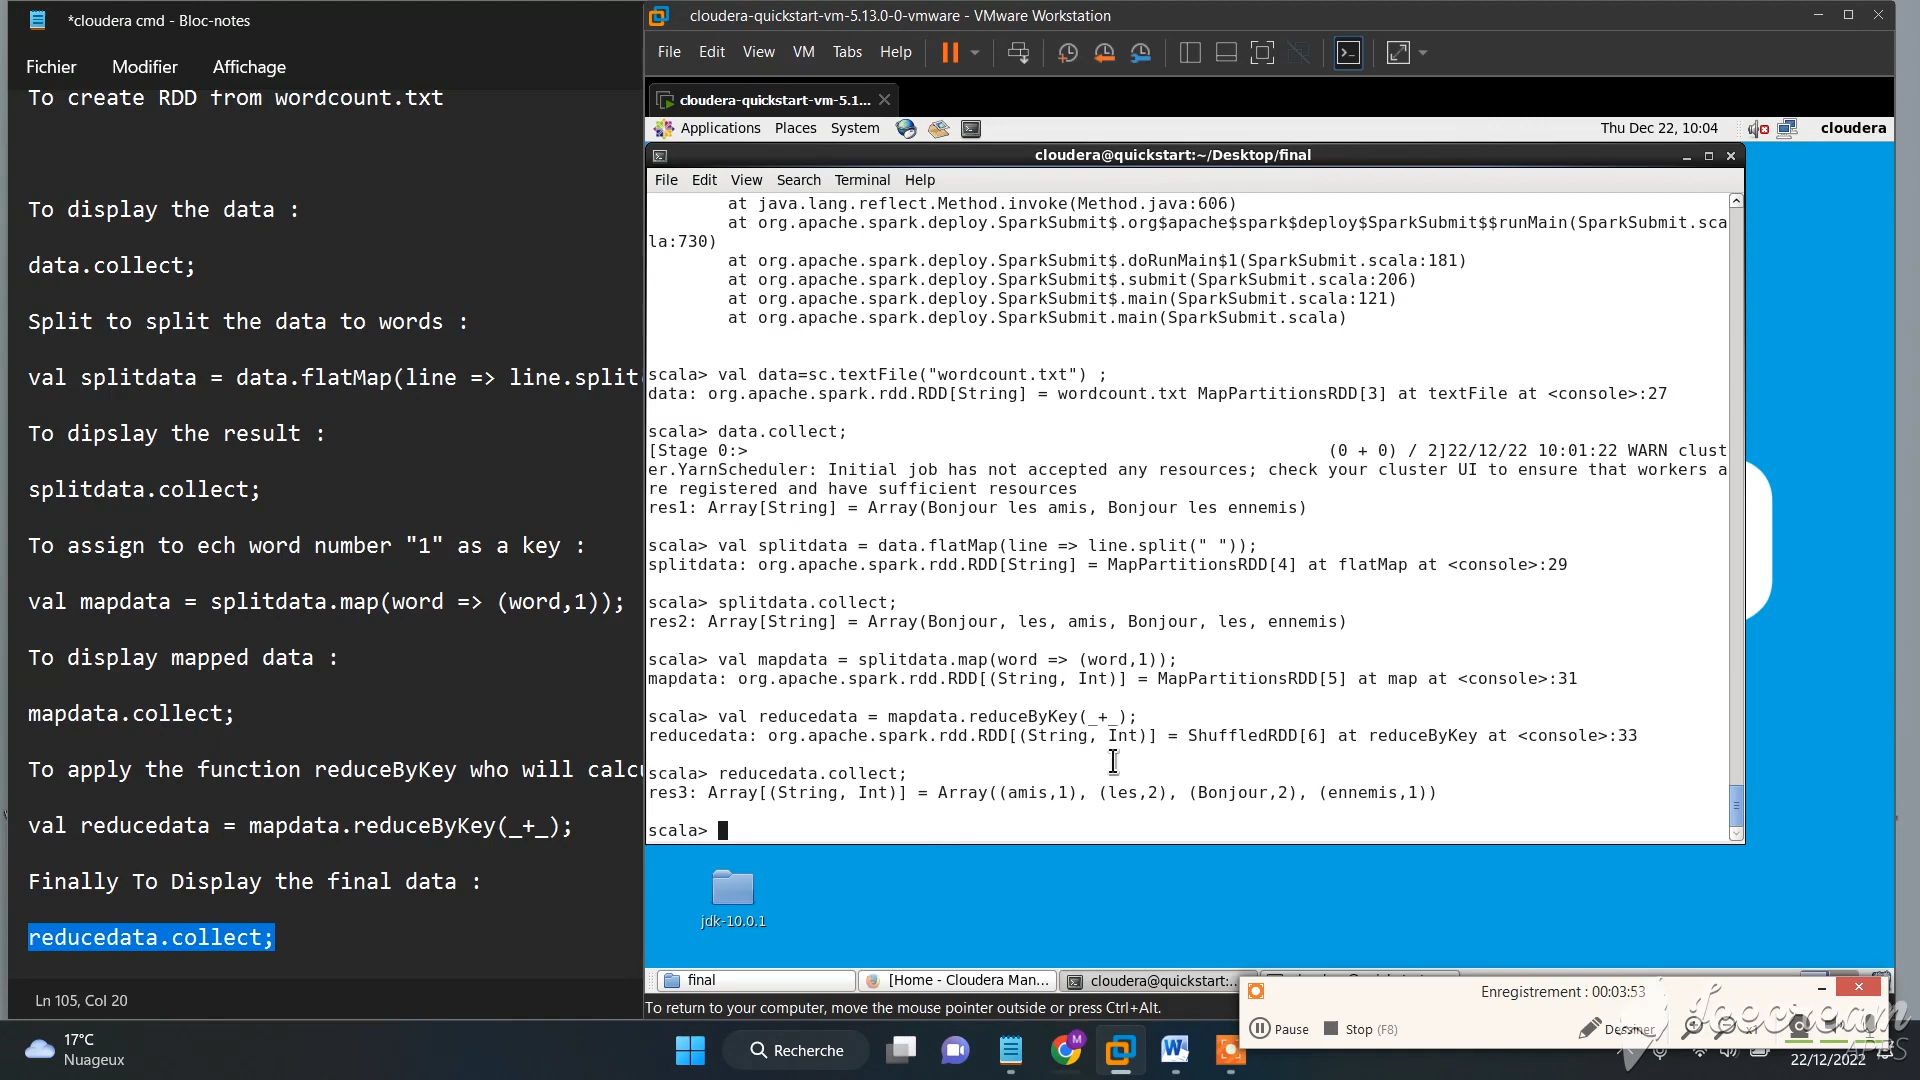 *cloudera cmd - Bloc-notes
Fichier
Modifier
Affichage
To create RDD from wordcount.txt
To display the data :
data.collect;
Split to split the data to words :
val splitdata = data.flatMap(line => line.split
To dipslay the result :
splitdata.collect;
To assign to ech word number "1" as a key :
val mapdata = splitdata.map(word => (word,1));
To display mapped data :
mapdata.collect;
To apply the function reduceByKey who will calc
val reducedata = mapdata.reduceByKey(_+_);
Finally To Display the final data :
reducedata.collect;
Ln 105, Col 20
cloudera-quickstart-vm-5.13.0-0-vmware - VMware Workstation
File Edit View VM Tabs Help
cloudera-quickstart-vm-5.1...
Applications Places System
Thu Dec 22, 10:04
cloudera
cloudera@quickstart:~/Desktop/final
File Edit View Search Terminal Help
at java.lang.reflect.Method.invoke(Method.java:606)
at org.apache.spark.deploy.SparkSubmit$.org$apache$spark$deploy$SparkSubmit$$runMain(SparkSubmit.sca
la:730)
at org.apache.spark.deploy.SparkSubmit$.doRunMain$1(SparkSubmit.scala:181)
at org.apache.spark.deploy.SparkSubmit$.submit(SparkSubmit.scala:206)
at org.apache.spark.deploy.SparkSubmit$.main(SparkSubmit.scala:121)
at org.apache.spark.deploy.SparkSubmit.main(SparkSubmit.scala)
scala> val data=sc.textFile("wordcount.txt") ;
data: org.apache.spark.rdd.RDD[String] = wordcount.txt MapPartitionsRDD[3] at textFile at <console>:27
scala> data.collect;
[Stage 0:> (0 + 0) / 2]22/12/22 10:01:22 WARN clust
er.YarnScheduler: Initial job has not accepted any resources; check your cluster UI to ensure that workers a
re registered and have sufficient resources
res1: Array[String] = Array(Bonjour les amis, Bonjour les ennemis)
scala> val splitdata = data.flatMap(line => line.split(" "));
splitdata: org.apache.spark.rdd.RDD[String] = MapPartitionsRDD[4] at flatMap at <console>:29
scala> splitdata.collect;
res2: Array[String] = Array(Bonjour, les, amis, Bonjour, les, ennemis)
scala> val mapdata = splitdata.map(word => (word,1));
mapdata: org.apache.spark.rdd.RDD[(String, Int)] = MapPartitionsRDD[5] at map at <console>:31
scala> val reducedata = mapdata.reduceByKey(_+_);
reducedata: org.apache.spark.rdd.RDD[(String, Int)] = ShuffledRDD[6] at reduceByKey at <console>:33
scala> reducedata.collect;
res3: Array[(String, Int)] = Array((amis,1), (les,2), (Bonjour,2), (ennemis,1))
scala>
jdk-10.0.1
final
[Home - Cloudera Man...
cloudera@quickstart:...
To return to your computer, move the mouse pointer outside or press Ctrl+Alt.
Enregistrement : 00:03:53
Pause
Stop (F8)
Dessiner
x1
Icecream
APPS
17°C
Nuageux
Recherche
22/12/2022